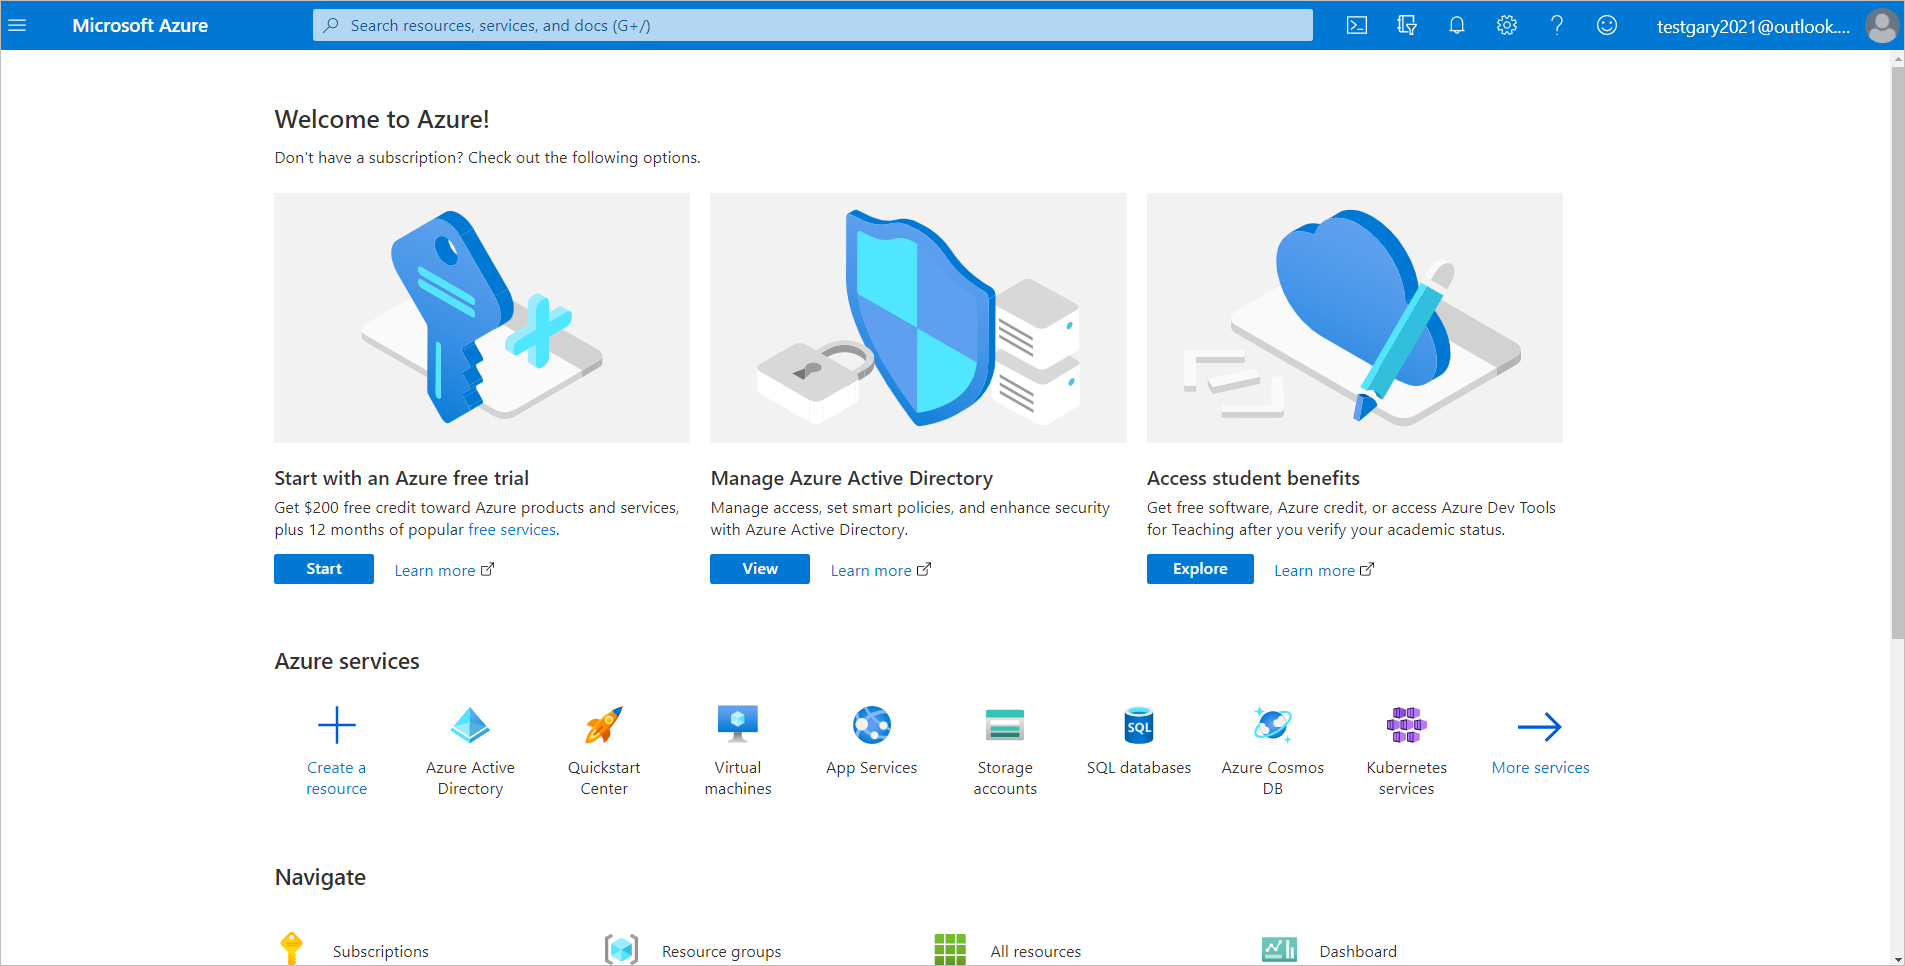 Microsoft Azure
Search resources, services, and docs (G+/)
testgary2021@outlook....
Welcome to Azure!
Don't have a subscription? Check out the following options.
Start with an Azure free trial
Get $200 free credit toward Azure products and services,
plus 12 months of popular free services.
Start
Learn more
Manage Azure Active Directory
Manage access, set smart policies, and enhance security
with Azure Active Directory.
View
Learn more
Access student benefits
Get free software, Azure credit, or access Azure Dev Tools
for Teaching after you verify your academic status.
Explore
Learn more
Azure services
Create a
resource
Azure Active
Directory
Quickstart
Center
Virtual
machines
App Services
Storage
accounts
SQL
SQL databases
Azure Cosmos
DB
Kubernetes
services
More services
Navigate
Subscriptions
Resource groups
All resources
Dashboard